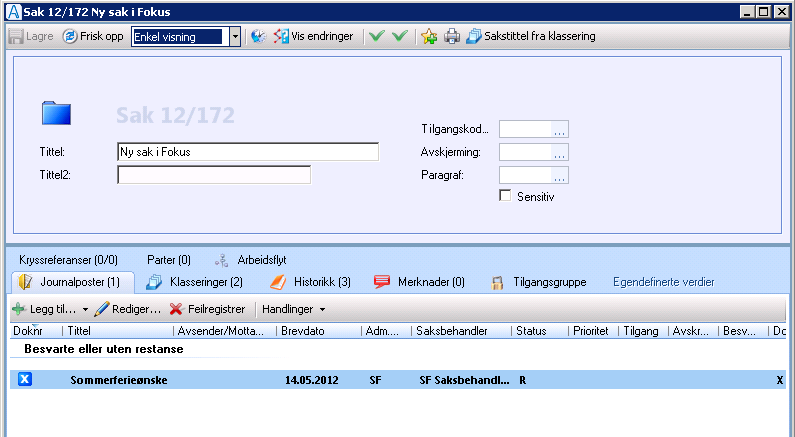 Sak 12/172 Ny sak i Fokus
Lagre Frisk opp Enkel visning Vis endringer Sakstittel fra klassering
Sak 12/172
Tittel: Ny sak i Fokus
Tittel2:
Tilgangskod...
Avskjerming:
Paragraf:
Sensitiv
Kryssreferanser (0/0) Parter (0) Arbeidsflyt
Journalposter (1) Klasseringer (2) Historikk (3) Merknader (0) Tilgangsgruppe Egendefinerte verdier
Legg til... Rediger... Feilregistrer Handlinger
Doknr Tittel Avsender/Motta... Brevdato Adm.... Saksbehandler Status Prioritet Tilgang Avskr... Besv... Do
Besvarte eller uten restanse
X Sommerferieønske 14.05.2012 SF SF Saksbehandl... R X